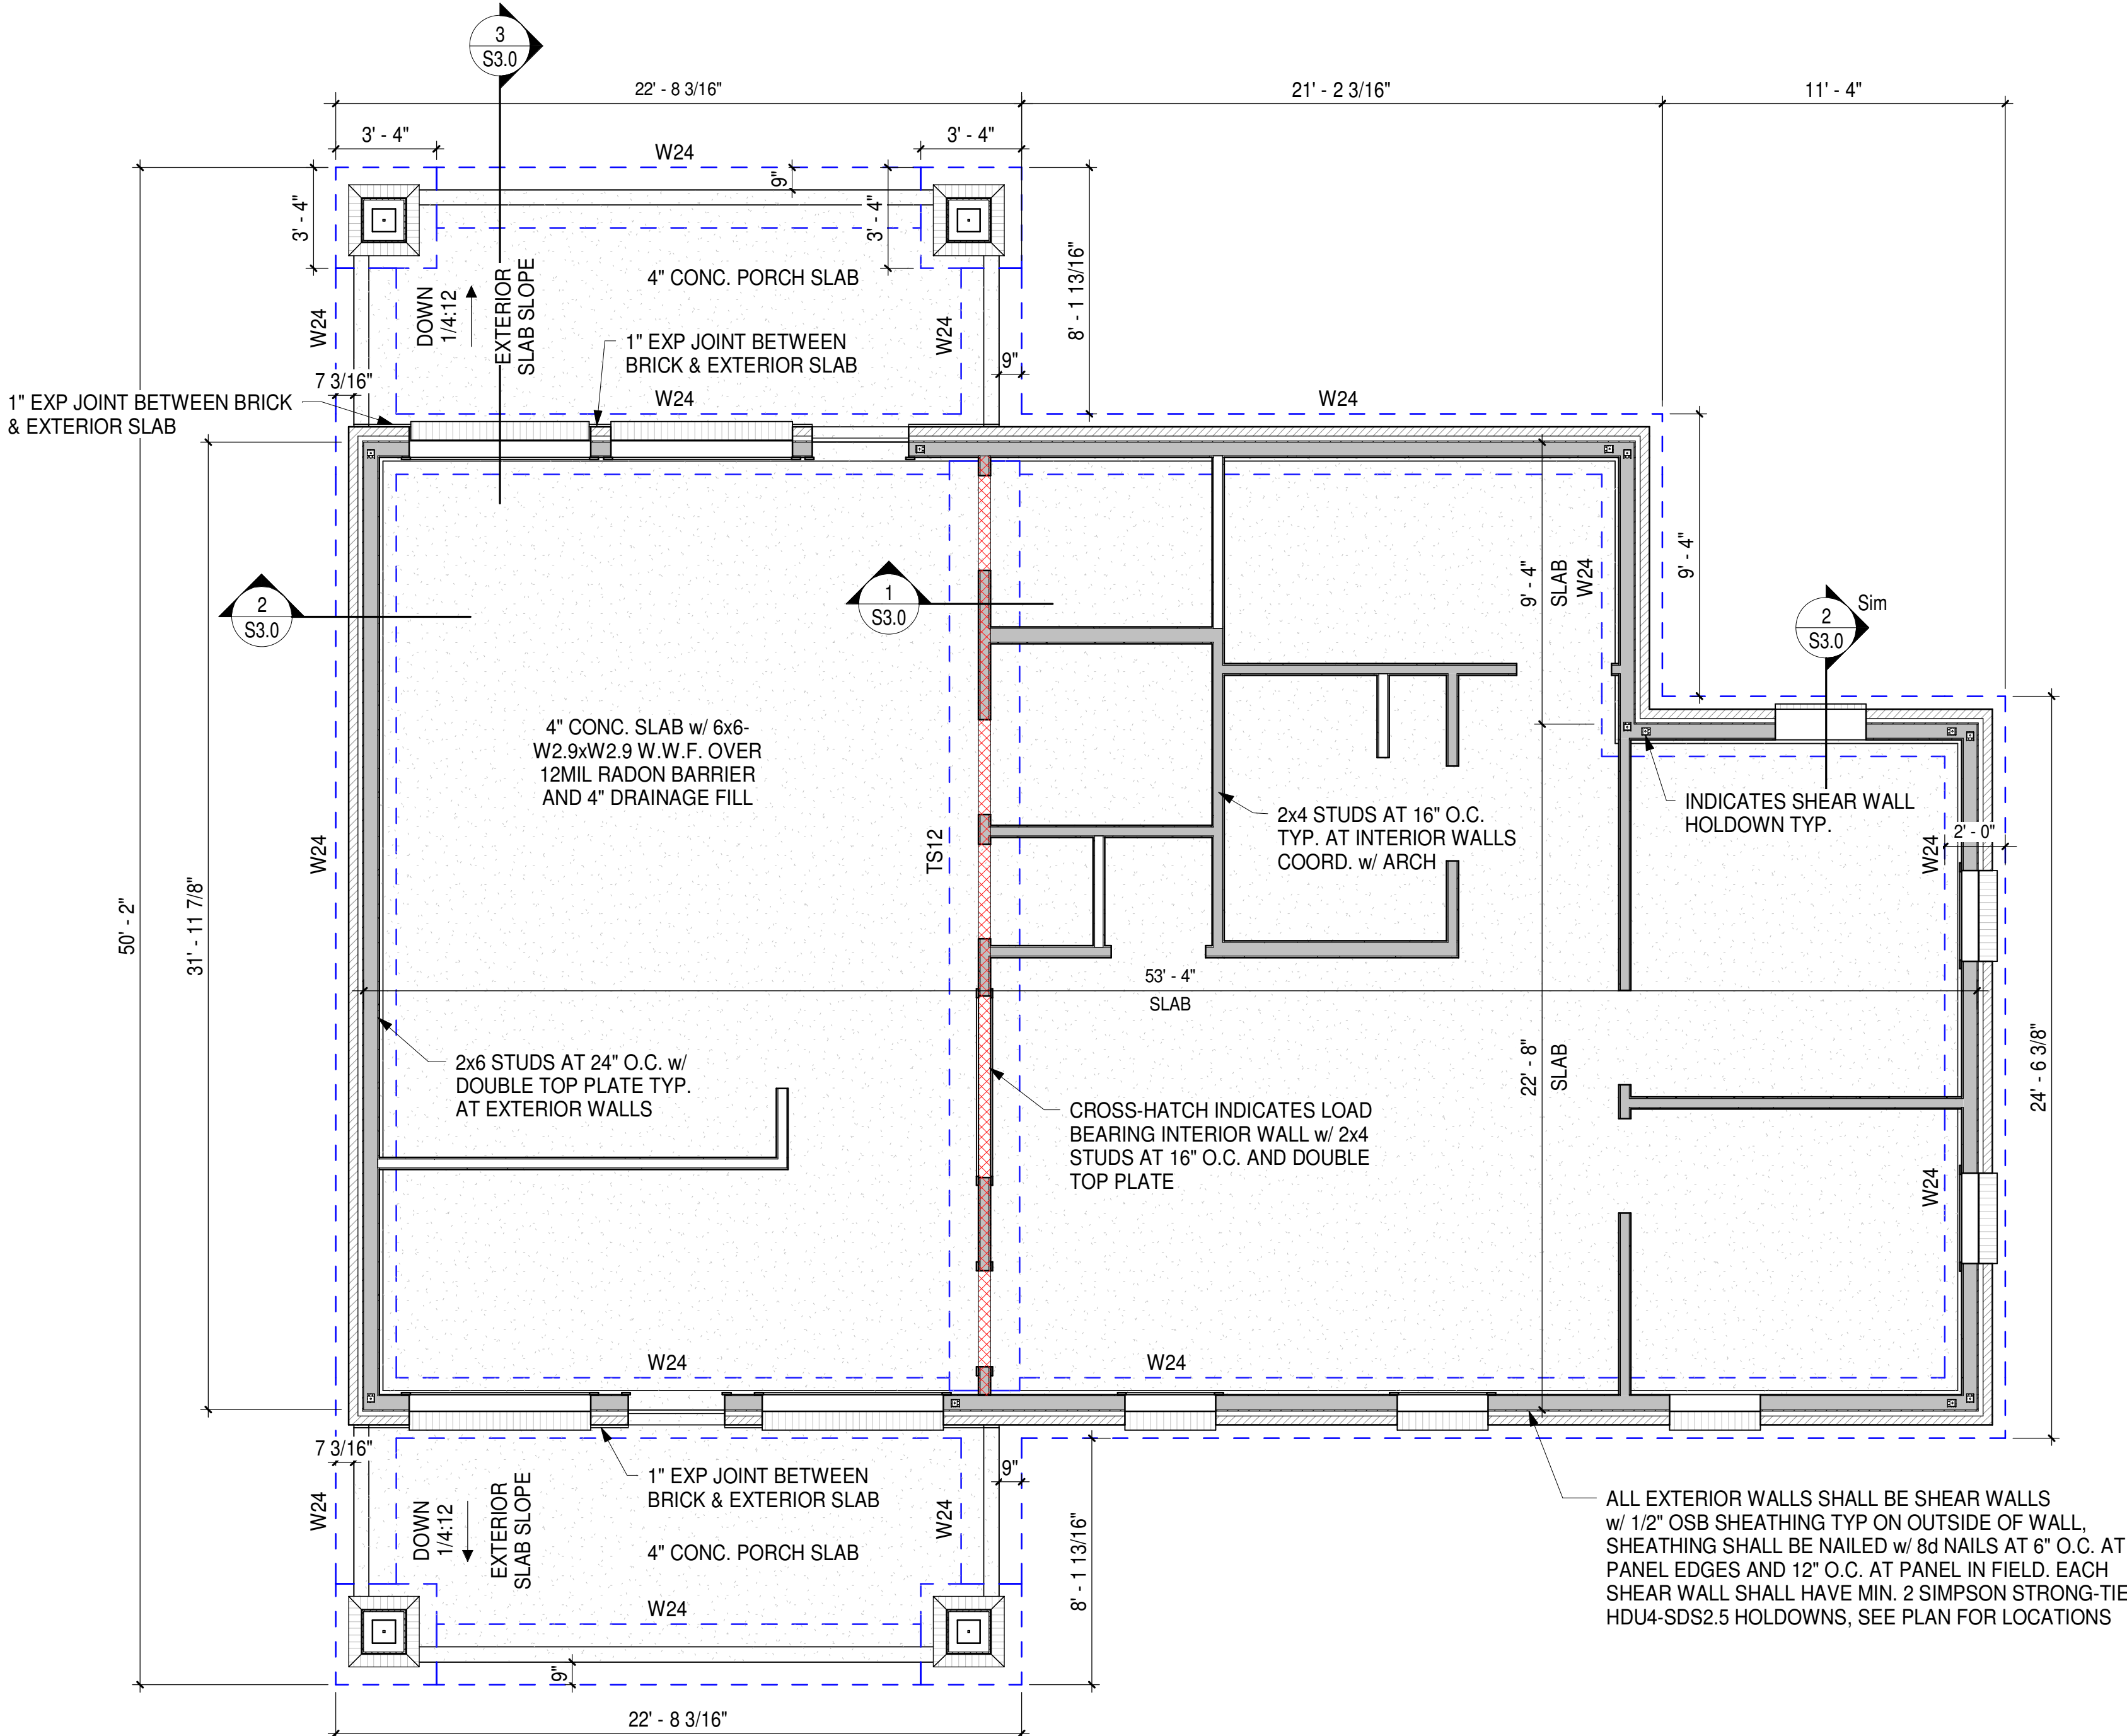 3
S3.0
22' - 8 3/16"
21' - 2 3/16"
11' - 4"
3' - 4"
3' - 4"
W24
9"
3' - 4"
3' - 4"
8' - 1 13/16"
4" CONC. PORCH SLAB
DOWN
1/4:12
EXTERIOR
SLAB SLOPE
W24
W24
1" EXP JOINT BETWEEN
BRICK & EXTERIOR SLAB
9"
7 3/16"
1" EXP JOINT BETWEEN BRICK
& EXTERIOR SLAB
W24
W24
9' - 4"
SLAB
W24
9' - 4"
2
S3.0
1
S3.0
2
S3.0
Sim
4" CONC. SLAB w/ 6x6-
W2.9xW2.9 W.W.F. OVER
12MIL RADON BARRIER
AND 4" DRAINAGE FILL
2x4 STUDS AT 16" O.C.
TYP. AT INTERIOR WALLS
COORD. w/ ARCH
INDICATES SHEAR WALL
HOLDOWN TYP.
2' - 0"
W24
W24
TS12
50' - 2"
31' - 11 7/8"
53' - 4"
SLAB
2x6 STUDS AT 24" O.C. w/
DOUBLE TOP PLATE TYP.
AT EXTERIOR WALLS
22' - 8"
SLAB
24' - 6 3/8"
CROSS-HATCH INDICATES LOAD
BEARING INTERIOR WALL w/ 2x4
STUDS AT 16" O.C. AND DOUBLE
TOP PLATE
W24
W24
W24
7 3/16"
1" EXP JOINT BETWEEN
BRICK & EXTERIOR SLAB
9"
W24
DOWN
1/4:12
EXTERIOR
SLAB SLOPE
W24
4" CONC. PORCH SLAB
8' - 1 13/16"
ALL EXTERIOR WALLS SHALL BE SHEAR WALLS
w/ 1/2" OSB SHEATHING TYP ON OUTSIDE OF WALL,
SHEATHING SHALL BE NAILED w/ 8d NAILS AT 6" O.C. AT
PANEL EDGES AND 12" O.C. AT PANEL IN FIELD. EACH
SHEAR WALL SHALL HAVE MIN. 2 SIMPSON STRONG-TIE
HDU4-SDS2.5 HOLDOWNS, SEE PLAN FOR LOCATIONS
W24
9"
22' - 8 3/16"